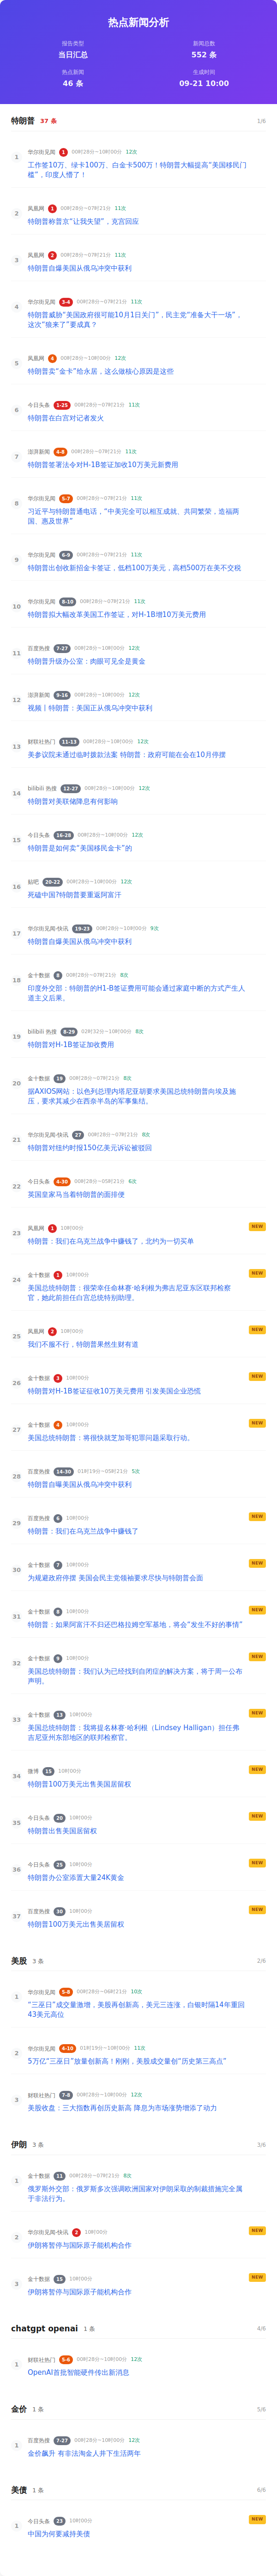 热点新闻分析
报告类型
当日汇总
新闻总数
552 条
热点新闻
46 条
生成时间
09-21 10:00
特朗普 37 条 1/6
1
华尔街见闻 1 00时28分~10时00分 12次
工作签10万、绿卡100万、白金卡500万！特朗普大幅提高“美国移民门
槛”，印度人懵了！
2
凤凰网 1 00时28分~07时21分 11次
特朗普称普京“让我失望”，克宫回应
3
凤凰网 2 00时28分~07时21分 11次
特朗普自爆美国从俄乌冲突中获利
4
华尔街见闻 3-4 00时28分~07时21分 11次
特朗普威胁“美国政府很可能10月1日关门”，民主党“准备大干一场”，
这次“狼来了”要成真？
5
凤凰网 4 00时28分~10时00分 12次
特朗普卖“金卡”给永居，这么做核心原因是这些
6
今日头条 1-25 00时28分~07时21分 11次
特朗普在白宫对记者发火
7
澎湃新闻 4-8 00时28分~07时21分 11次
特朗普签署法令对H-1B签证加收10万美元新费用
8
华尔街见闻 5-7 00时28分~07时21分 11次
习近平与特朗普通电话，“中美完全可以相互成就、共同繁荣，造福两
国、惠及世界”
9
华尔街见闻 6-9 00时28分~07时21分 11次
特朗普出创收新招金卡签证，低档100万美元，高档500万在美不交税
10
华尔街见闻 8-10 00时28分~07时21分 11次
特朗普拟大幅改革美国工作签证，对H-1B增10万美元费用
11
百度热搜 7-27 00时28分~10时00分 12次
特朗普升级办公室：肉眼可见全是黄金
12
澎湃新闻 9-16 00时28分~10时00分 12次
视频丨特朗普：美国正从俄乌冲突中获利
13
财联社热门 11-13 00时28分~10时00分 12次
美参议院未通过临时拨款法案 特朗普：政府可能在会在10月停摆
14
bilibili 热搜 12-27 00时28分~10时00分 12次
特朗普对美联储降息有何影响
15
今日头条 16-28 00时28分~10时00分 12次
特朗普是如何卖“美国移民金卡”的
16
贴吧 20-22 00时28分~10时00分 12次
死磕中国?特朗普要重返阿富汗
17
华尔街见闻-快讯 19-23 00时28分~10时00分 9次
特朗普自爆美国从俄乌冲突中获利
18
金十数据 8 00时28分~07时21分 8次
印度外交部：特朗普的H1-B签证费用可能会通过家庭中断的方式产生人
道主义后果。
19
bilibili 热搜 8-29 02时32分~10时00分 8次
特朗普对H-1B签证加收费用
20
金十数据 19 00时28分~07时21分 8次
据AXIOS网站：以色列总理内塔尼亚胡要求美国总统特朗普向埃及施
压，要求其减少在西奈半岛的军事集结。
21
华尔街见闻-快讯 27 00时28分~07时21分 8次
特朗普对纽约时报150亿美元诉讼被驳回
22
今日头条 4-30 00时28分~05时21分 6次
英国皇家马当着特朗普的面排便
23
凤凰网 1 10时00分 NEW
特朗普：我们在乌克兰战争中赚钱了，北约为一切买单
24
金十数据 1 10时00分 NEW
美国总统特朗普：很荣幸任命林赛·哈利根为弗吉尼亚东区联邦检察
官，她此前担任白宫总统特别助理。
25
凤凰网 2 10时00分 NEW
我们不服不行，特朗普果然生财有道
26
金十数据 3 10时00分 NEW
特朗普对H-1B签证征收10万美元费用 引发美国企业恐慌
27
金十数据 4 10时00分 NEW
美国总统特朗普：将很快就芝加哥犯罪问题采取行动。
28
百度热搜 14-30 01时19分~05时21分 5次
特朗普自曝美国从俄乌冲突中获利
29
百度热搜 6 10时00分 NEW
特朗普：我们在乌克兰战争中赚钱了
30
金十数据 7 10时00分 NEW
为规避政府停摆 美国会民主党领袖要求尽快与特朗普会面
31
金十数据 8 10时00分 NEW
特朗普：如果阿富汗不归还巴格拉姆空军基地，将会“发生不好的事情”
32
金十数据 9 10时00分 NEW
美国总统特朗普：我们认为已经找到自闭症的解决方案，将于周一公布
声明。
33
金十数据 13 10时00分 NEW
美国总统特朗普：我将提名林赛·哈利根（Lindsey Halligan）担任弗
吉尼亚州东部地区的联邦检察官。
34
微博 15 10时00分 NEW
特朗普100万美元出售美国居留权
35
今日头条 20 10时00分 NEW
特朗普出售美国居留权
36
今日头条 25 10时00分 NEW
特朗普办公室添置大量24K黄金
37
百度热搜 30 10时00分 NEW
特朗普100万美元出售美居留权
美股 3 条 2/6
1
华尔街见闻 5-8 00时28分~06时21分 10次
“三巫日”成交量激增，美股再创新高，美元三连涨，白银时隔14年重回
43美元高位
2
华尔街见闻 4-10 01时19分~10时00分 11次
5万亿“三巫日”放量创新高！刚刚，美股成交量创“历史第三高点”
3
财联社热门 7-8 00时28分~10时00分 12次
美股收盘：三大指数再创历史新高 降息为市场涨势增添了动力
伊朗 3 条 3/6
1
金十数据 13 00时28分~07时21分 8次
俄罗斯外交部：俄罗斯多次强调欧洲国家对伊朗采取的制裁措施完全属
于非法行为。
2
华尔街见闻-快讯 2 10时00分 NEW
伊朗将暂停与国际原子能机构合作
3
金十数据 15 10时00分 NEW
伊朗将暂停与国际原子能机构合作
chatgpt openai 1 条 4/6
1
财联社热门 5-6 00时28分~10时00分 12次
OpenAI首批智能硬件传出新消息
金价 1 条 5/6
1
百度热搜 7-27 00时28分~10时00分 12次
金价飙升 有非法淘金人井下生活两年
美债 1 条 6/6
1
今日头条 23 10时00分 NEW
中国为何要减持美债